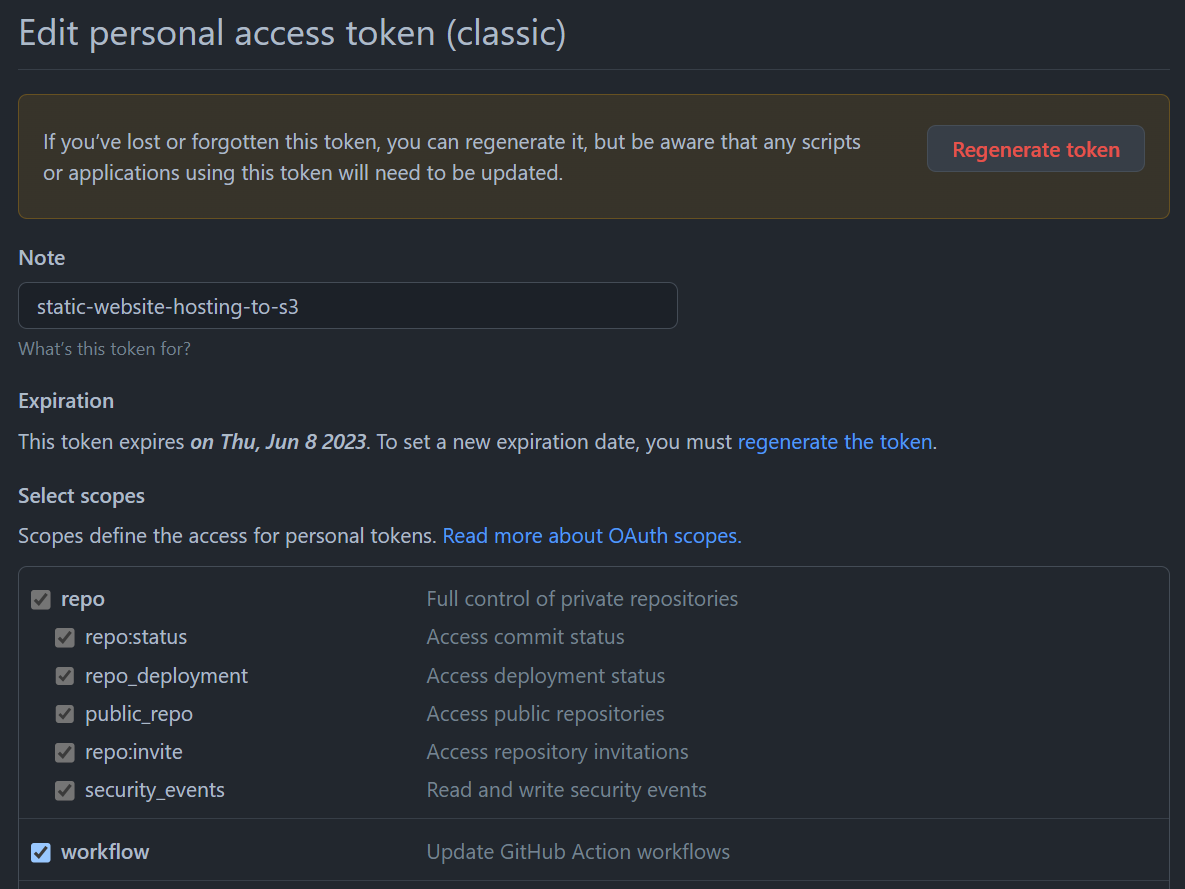 Edit personal access token (classic)
If you’ve lost or forgotten this token, you can regenerate it, but be aware that any scripts
or applications using this token will need to be updated.
Regenerate token
Note
static-website-hosting-to-s3
What’s this token for?
Expiration
This token expires on Thu, Jun 8 2023. To set a new expiration date, you must regenerate the token.
Select scopes
Scopes define the access for personal tokens. Read more about OAuth scopes.
repo Full control of private repositories
repo:status Access commit status
repo_deployment Access deployment status
public_repo Access public repositories
repo:invite Access repository invitations
security_events Read and write security events
workflow Update GitHub Action workflows